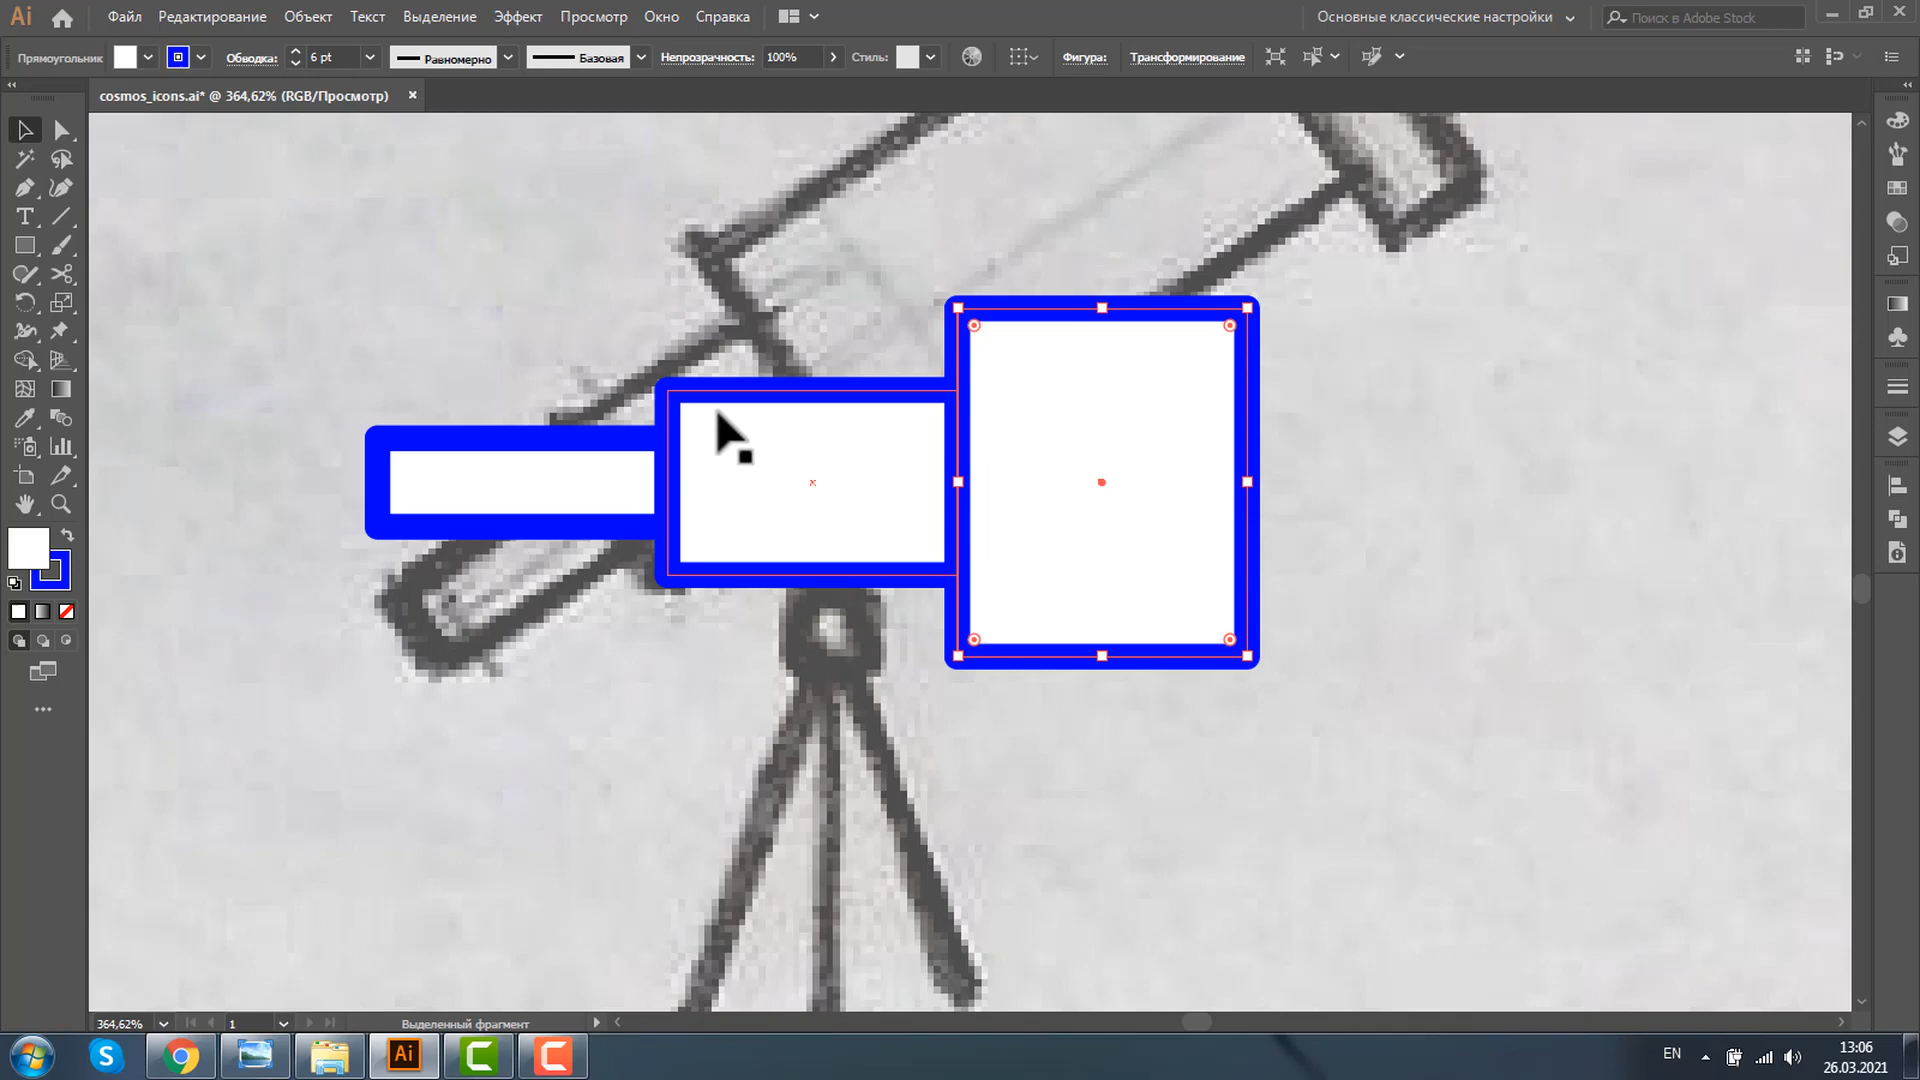 Ai Файл Редактирование Объект Текст Выделение Эффект Просмотр Окно Справка Основные классические настройки Поиск в Adobe Stock
Прямоугольник Обводка: 6 pt Равномерно Базовая Непрозрачность: 100% Стиль: Фигура: Трансформирование
cosmos_icons.ai* @ 364,62% (RGB/Просмотр) ×
T
364,62% 1 Выделенный фрагмент
S Ai C C EN 13:06
26.03.2021